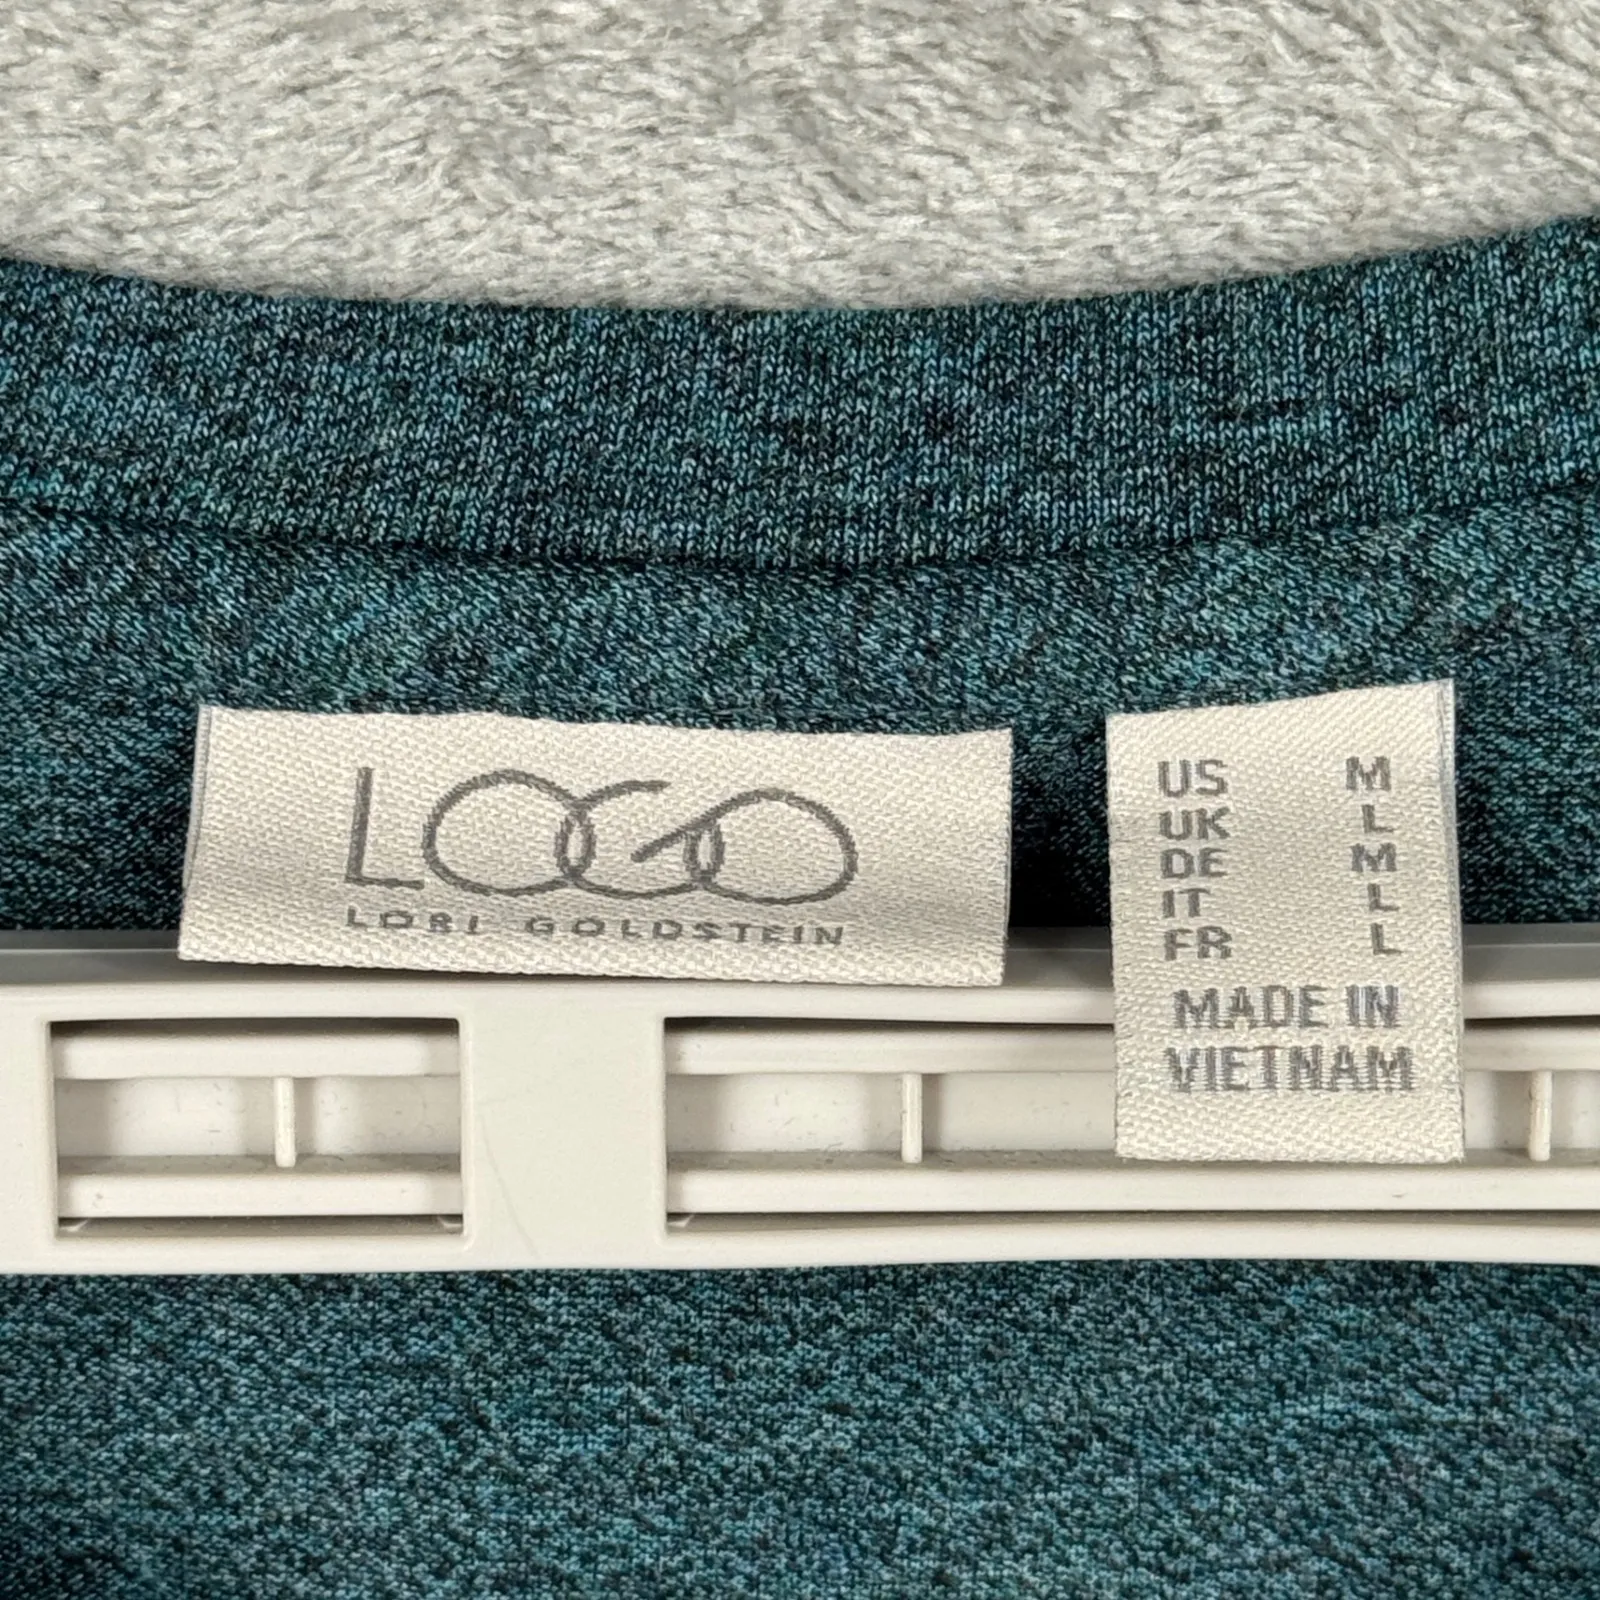 LOGO
LORI GOLDSTEIN
US M
UK L
DE M
IT L
FR L
MADE IN
VIETNAM